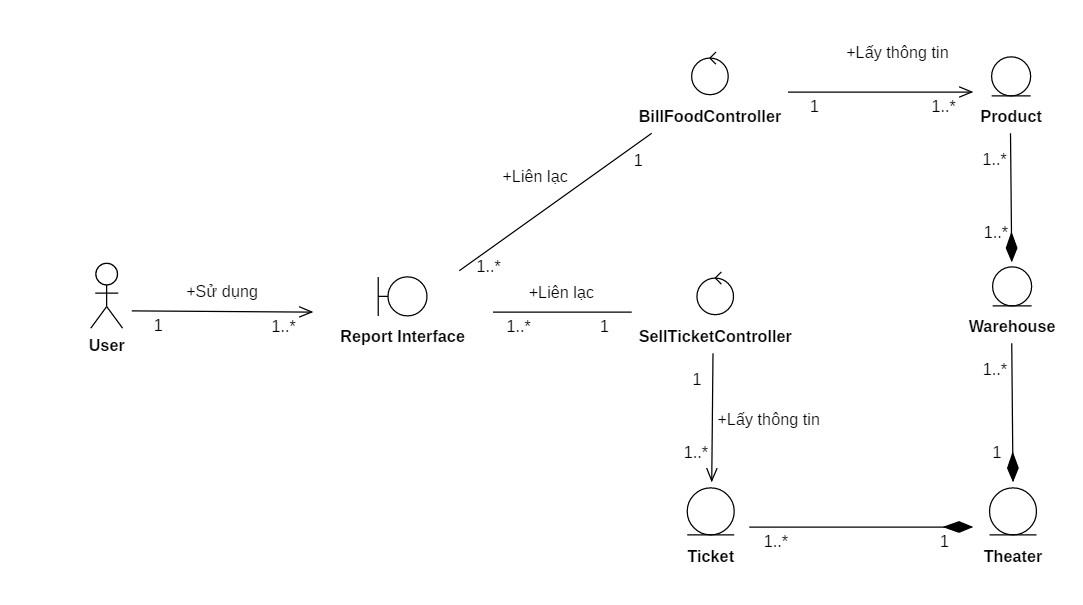 +Lấy thông tin
1
1..*
BillFoodController
Product
1
1..*
+Liên lạc
1..*
1..*
+Sử dụng
+Liên lạc
1
1..*
1..*
1
User
Report Interface
SellTicketController
Warehouse
1
1..*
+Lấy thông tin
1..*
1
1..*
1
Ticket
Theater